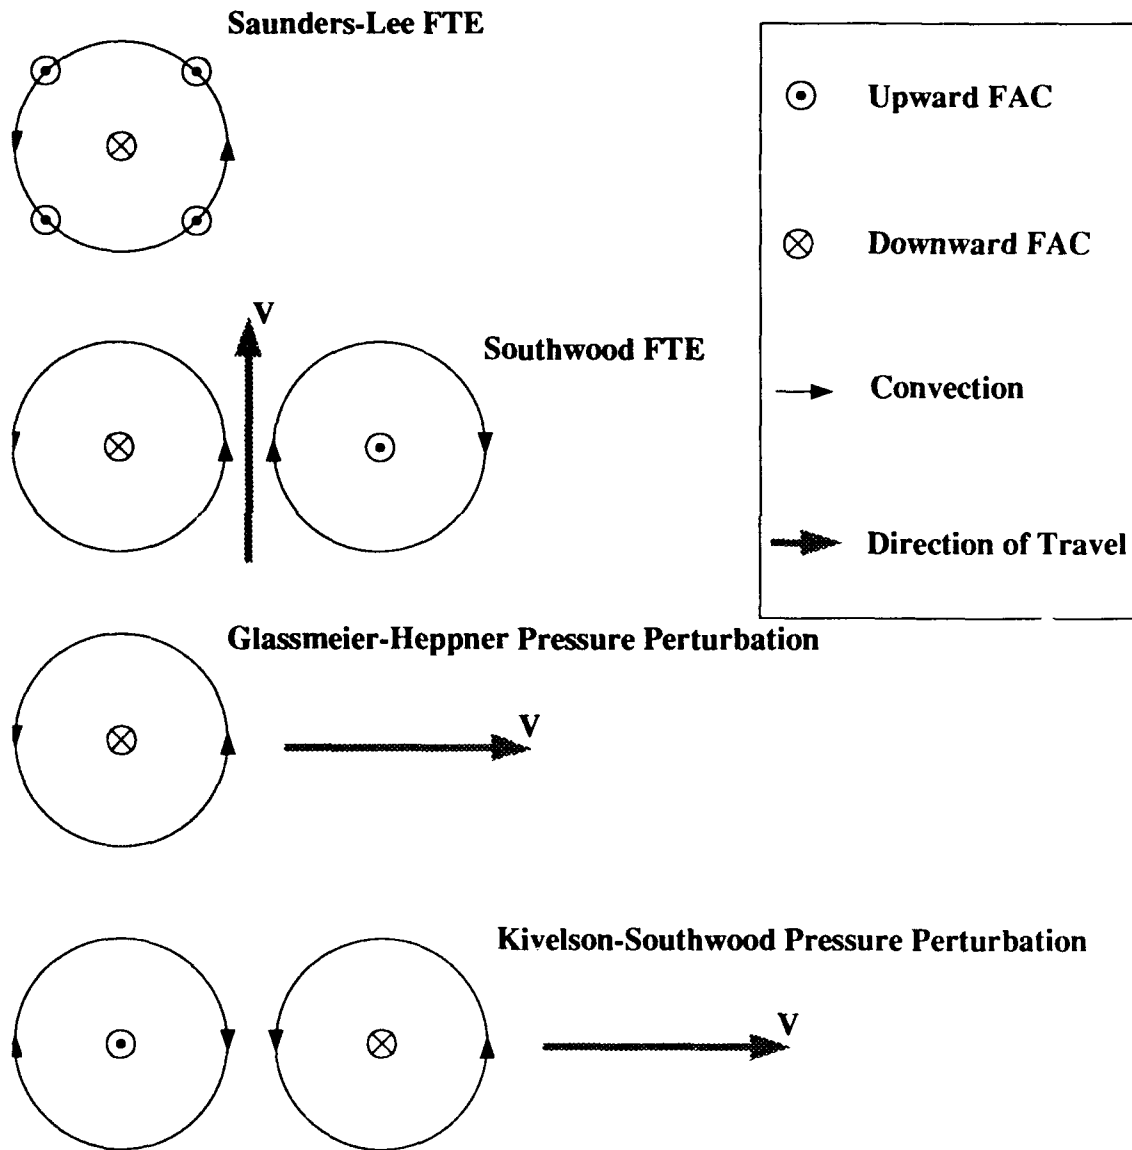 Saunders-Lee FTE
Upward FAC
Downward FAC
V
Southwood FTE
Convection
Direction of Travel
Glassmeier-Heppner Pressure Perturbation
V
Kivelson-Southwood Pressure Perturbation
V